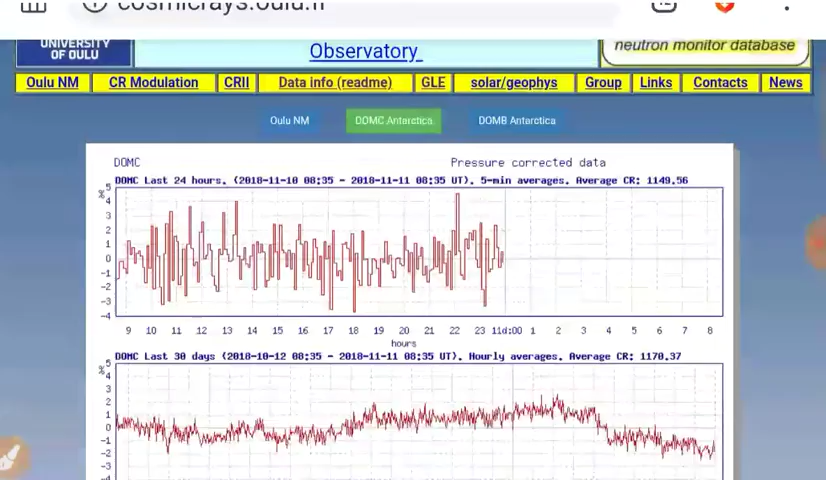 cosmicrays.oulu.fi
UNIVERSITY
OF OULU
Observatory
neutron monitor database
Oulu NM CR Modulation CRII Data info (readme) GLE solar/geophys Group Links Contacts News
Oulu NM DOMC Antarctica DOMB Antarctica
DOMC Pressure corrected data
DOMC Last 24 hours. (2018-11-10 08:35 - 2018-11-11 08:35 UT). 5-min averages. Average CR: 1149.56
%
5
4
3
2
1
0
-1
-2
-3
-4
9 10 11 12 13 14 15 16 17 18 19 20 21 22 23 11d:00 1 2 3 4 5 6 7 8
hours
DOMC Last 30 days (2018-10-12 08:35 - 2018-11-11 08:35 UT). Hourly averages. Average CR: 1170.37
%
5
4
3
2
1
0
-1
-2
-3
-4